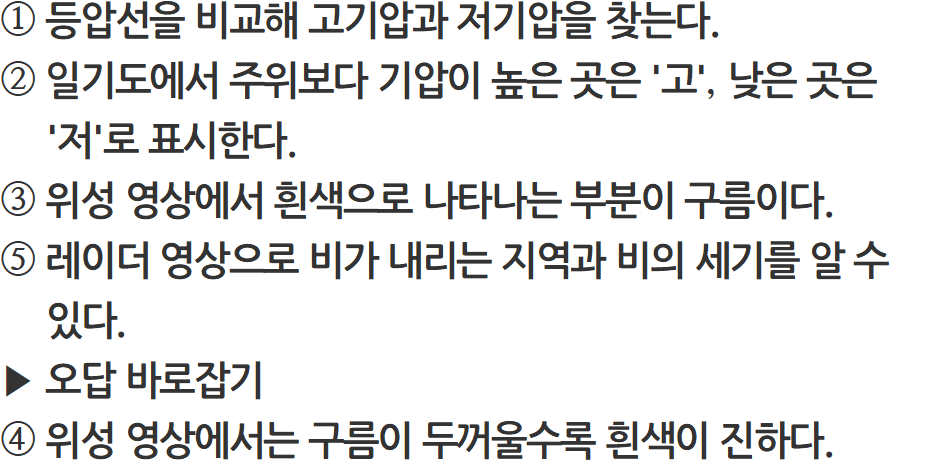 ① 등압선을 비교해 고기압과 저기압을 찾는다.
② 일기도에서 주위보다 기압이 높은 곳은 '고', 낮은 곳은
'저'로 표시한다.
③ 위성 영상에서 흰색으로 나타나는 부분이 구름이다.
⑤ 레이더 영상으로 비가 내리는 지역과 비의 세기를 알 수
있다.
▶ 오답 바로잡기
④ 위성 영상에서는 구름이 두꺼울수록 흰색이 진하다.